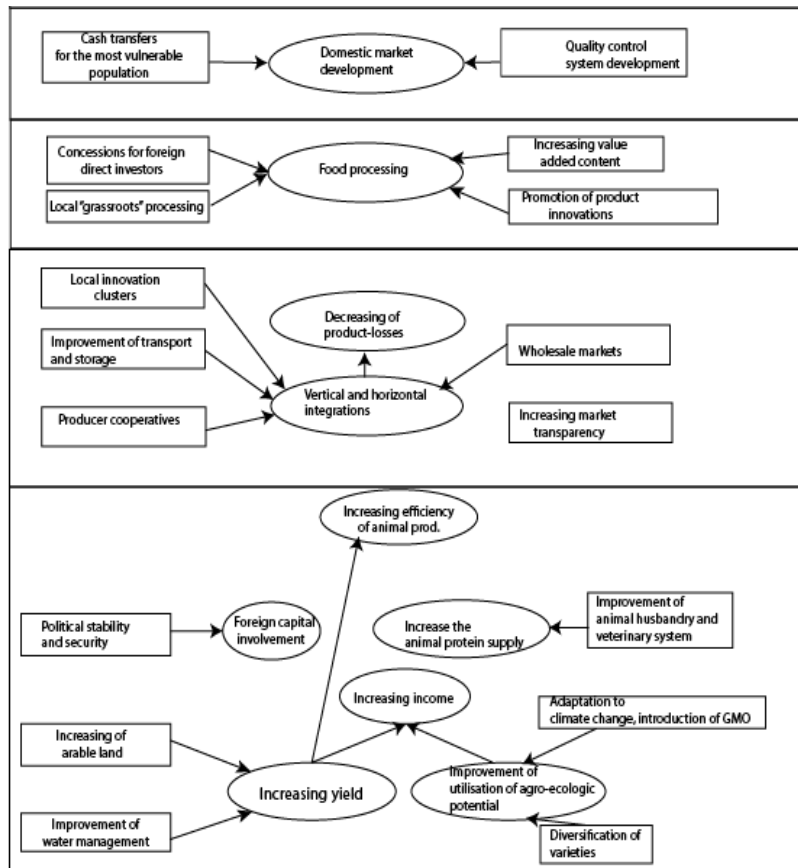 Cash transfers
for the most vulnerable
population
Domestic market
development
Quality control
system development
Concessions for foreign
direct investors
Food processing
Incresasing value
added content
Local "grassroots" processing
Promotion of product
innovations
Local innovation
clusters
Decreasing of
product-losses
Improvement of transport
and storage
Wholesale markets
Vertical and horizontal
integrations
Producer cooperatives
Increasing market
transparency
Increasing efficiency
of animal prod.
Political stability
and security
Foreign capital
involvement
Increase the
animal protein supply
Improvement of
animal husbandry and
veterinary system
Increasing income
Adaptation to
climate change, introduction of GMO
Increasing of
arable land
Increasing yield
Improvement of
utilisation of agro-ecologic
potential
Improvement of
water management
Diversification of
varieties